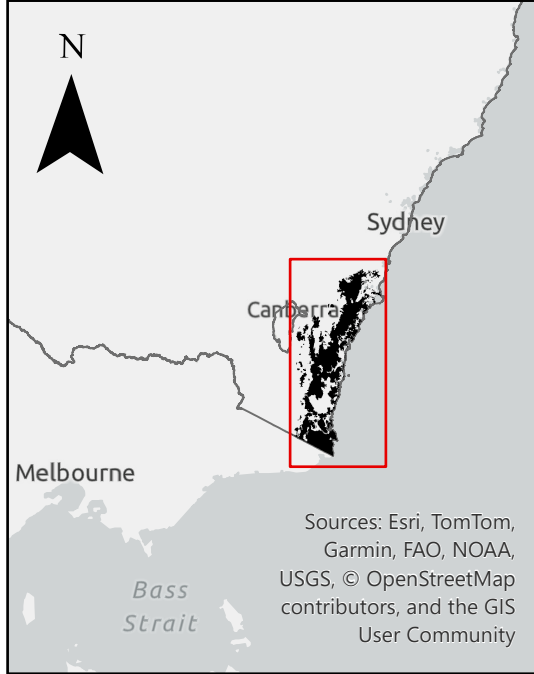 N
Sydney
Canberra
Melbourne
Sources: Esri, TomTom,
Garmin, FAO, NOAA,
USGS, © OpenStreetMap
contributors, and the GIS
User Community
Bass
Strait